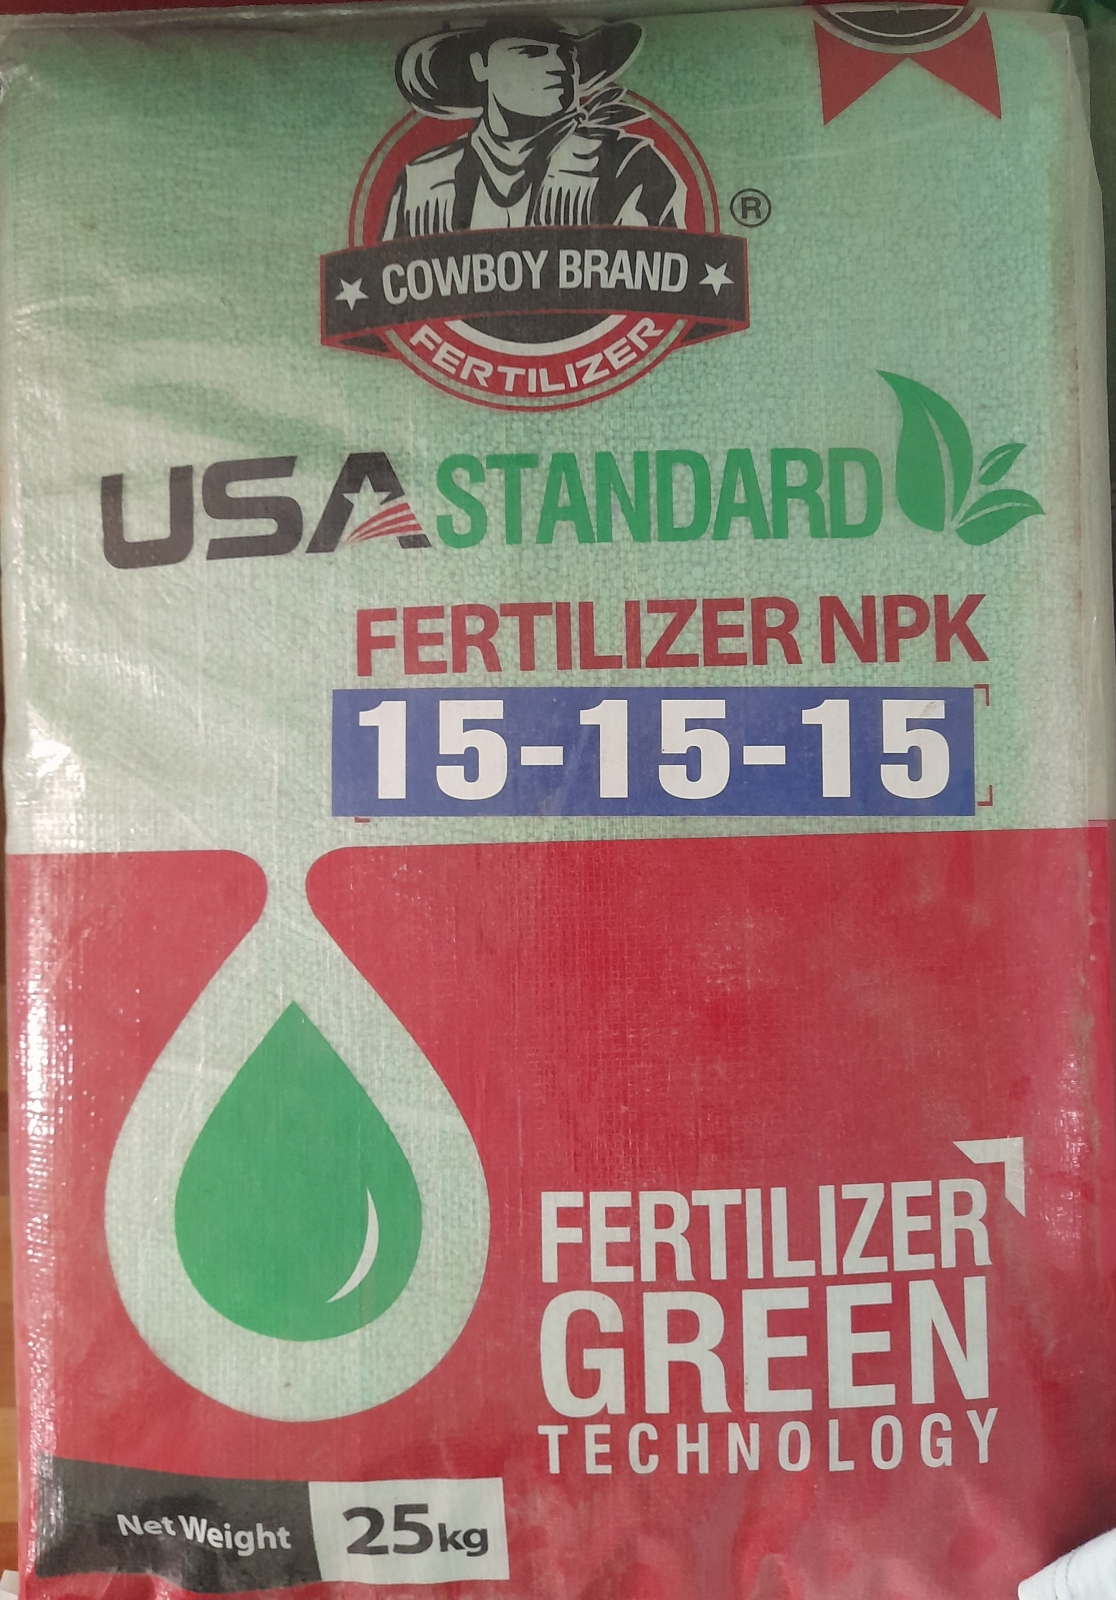 ®
COWBOY BRAND
FERTILIZER
USA STANDARD
FERTILIZER NPK
15-15-15
FERTILIZER
GREEN
TECHNOLOGY
Net Weight 25kg